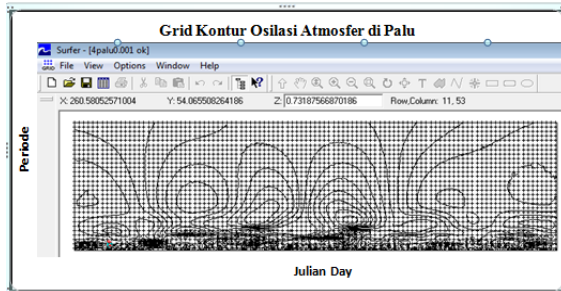 Grid Kontur Osilasi Atmosfer di Palu
Surfer - [4palu0.001 ok]
GRID File View Options Window Help
X: 260.58052571004 Y: 54.065508264186 Z: 0.73187566870186 Row,Column: 11, 53
Periode
Julian Day